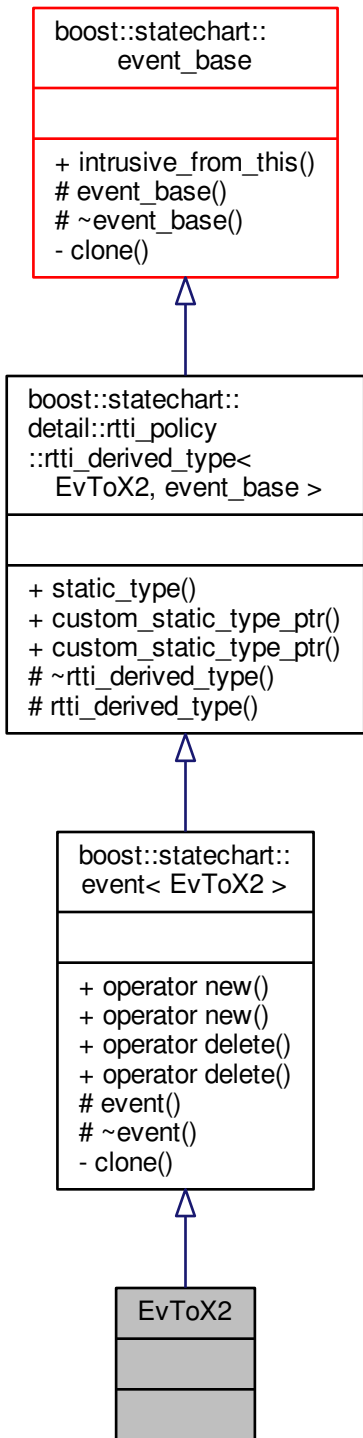 boost::statechart::
event_base
+ intrusive_from_this()
# event_base()
# ~event_base()
- clone()
boost::statechart::
detail::rtti_policy
::rtti_derived_type<
EvToX2, event_base >
+ static_type()
+ custom_static_type_ptr()
+ custom_static_type_ptr()
# ~rtti_derived_type()
# rtti_derived_type()
boost::statechart::
event< EvToX2 >
+ operator new()
+ operator new()
+ operator delete()
+ operator delete()
# event()
# ~event()
- clone()
EvToX2